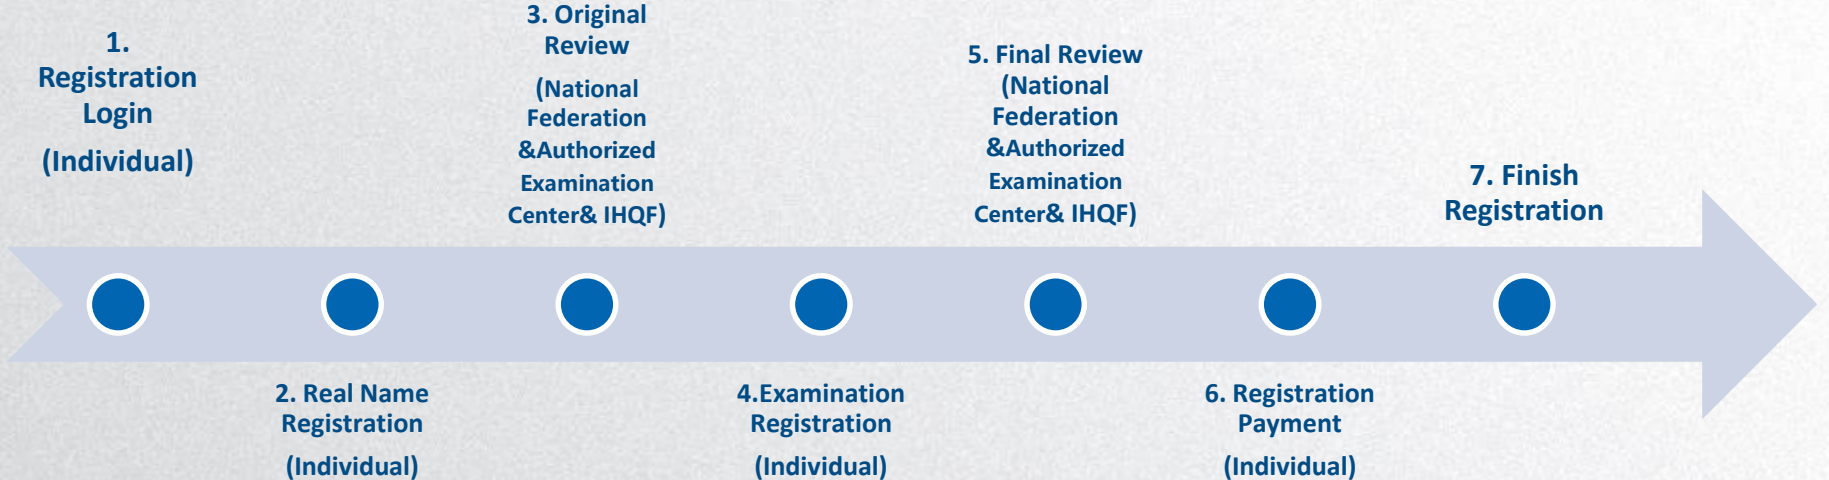 1.
Registration
Login
(Individual)
2. Real Name
Registration
(Individual)
3. Original
Review
(National
Federation
&Authorized
Examination
Center& IHQF)
4.Examination
Registration
(Individual)
5. Final Review
(National
Federation
&Authorized
Examination
Center& IHQF)
6. Registration
Payment
(Individual)
7. Finish
Registration